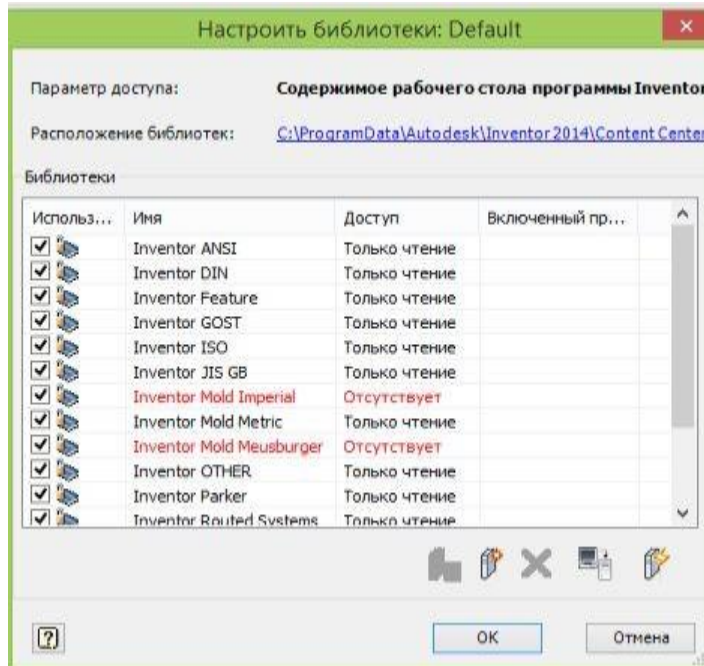 Настроить библиотеки: Default
Параметр доступа: Содержимое рабочего стола программы Inventor
Расположение библиотек: C:\ProgramData\Autodesk\Inventor 2014\Content Center
Библиотеки
Использ... Имя Доступ Включенный пр...
Inventor ANSI Только чтение
Inventor DIN Только чтение
Inventor Feature Только чтение
Inventor GOST Только чтение
Inventor ISO Только чтение
Inventor JIS GB Только чтение
Inventor Mold Imperial Отсутствует
Inventor Mold Metric Только чтение
Inventor Mold Meusburger Отсутствует
Inventor OTHER Только чтение
Inventor Parker Только чтение
Inventor Routed Systems Только чтение
OK Отмена